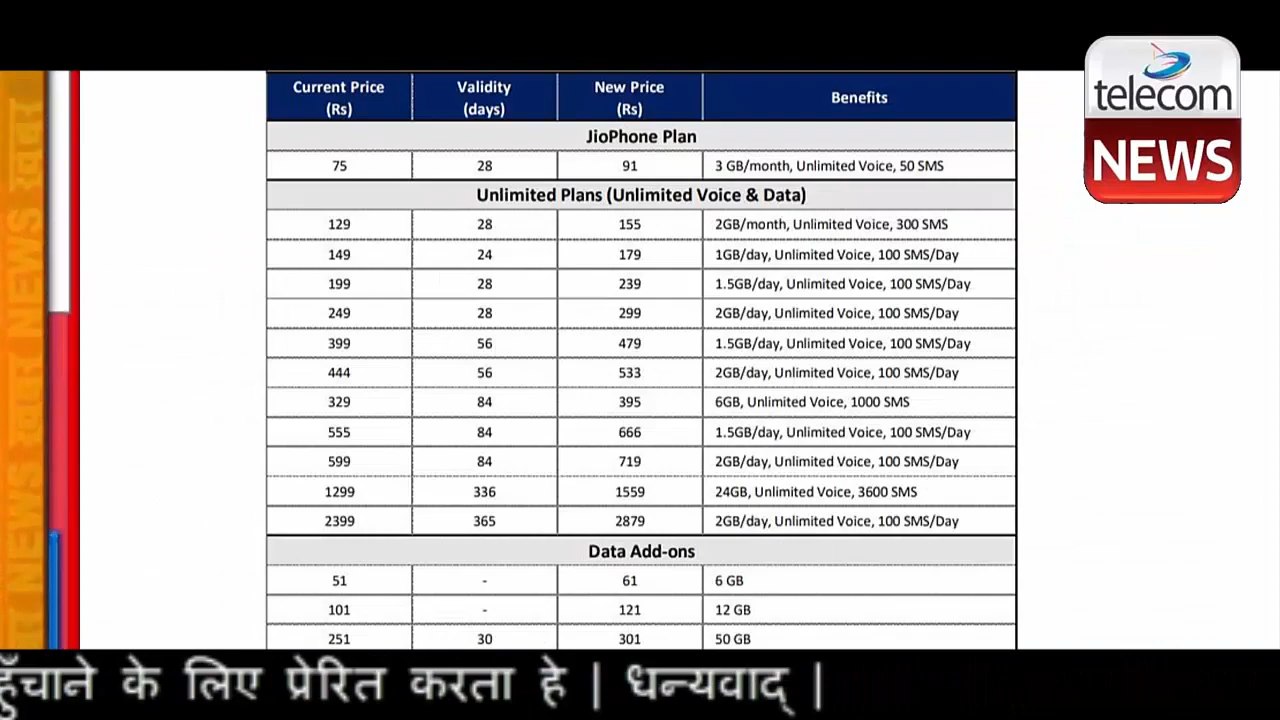 telecom
NEWS
Current Price (Rs) Validity (days) New Price (Rs) Benefits
JioPhone Plan
75 28 91 3 GB/month, Unlimited Voice, 50 SMS
Unlimited Plans (Unlimited Voice & Data)
129 28 155 2GB/month, Unlimited Voice, 300 SMS
149 24 179 1GB/day, Unlimited Voice, 100 SMS/Day
199 28 239 1.5GB/day, Unlimited Voice, 100 SMS/Day
249 28 299 2GB/day, Unlimited Voice, 100 SMS/Day
399 56 479 1.5GB/day, Unlimited Voice, 100 SMS/Day
444 56 533 2GB/day, Unlimited Voice, 100 SMS/Day
329 84 395 6GB, Unlimited Voice, 1000 SMS
555 84 666 1.5GB/day, Unlimited Voice, 100 SMS/Day
599 84 719 2GB/day, Unlimited Voice, 100 SMS/Day
1299 336 1559 24GB, Unlimited Voice, 3600 SMS
2399 365 2879 2GB/day, Unlimited Voice, 100 SMS/Day
Data Add-ons
51 - 61 6 GB
101 - 121 12 GB
251 30 301 50 GB
के लिए प्रेरित करता हे | धन्यवाद् |